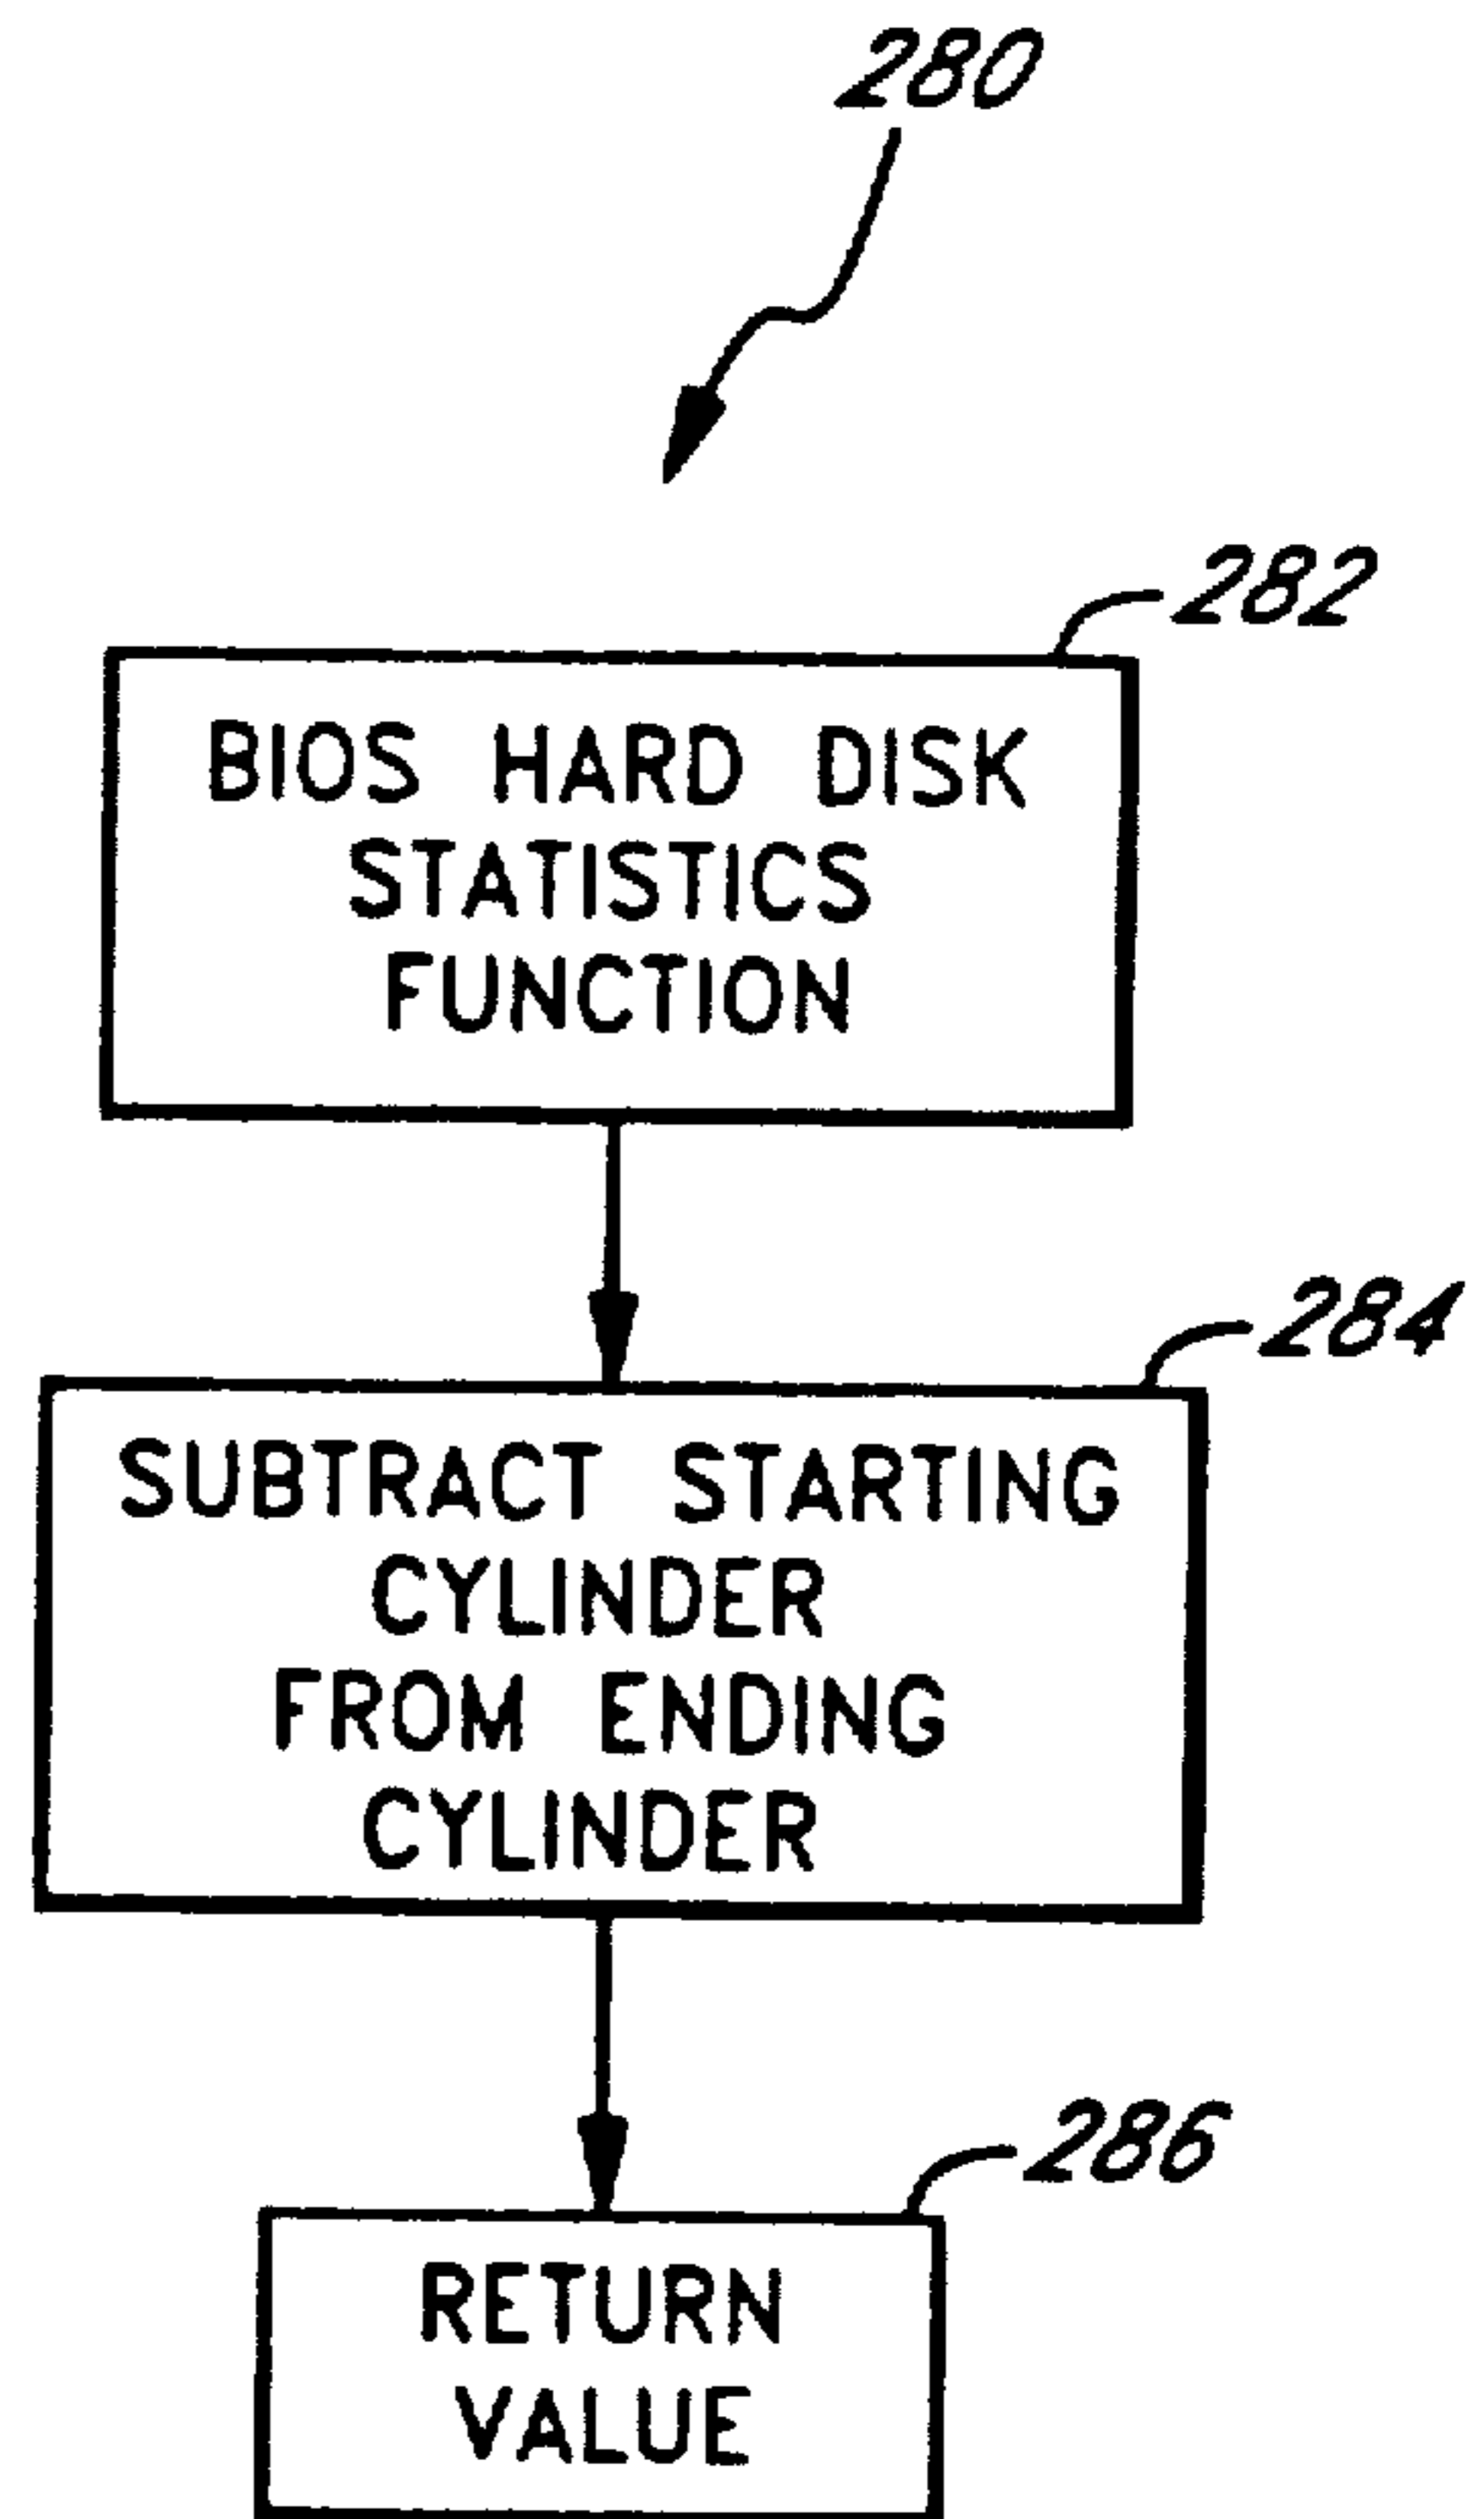 280
282
BIOS HARD DISK
STATISTICS
FUNCTION
284
SUBTRACT STARTING
CYLINDER
FROM ENDING
CYLINDER
286
RETURN
VALUE